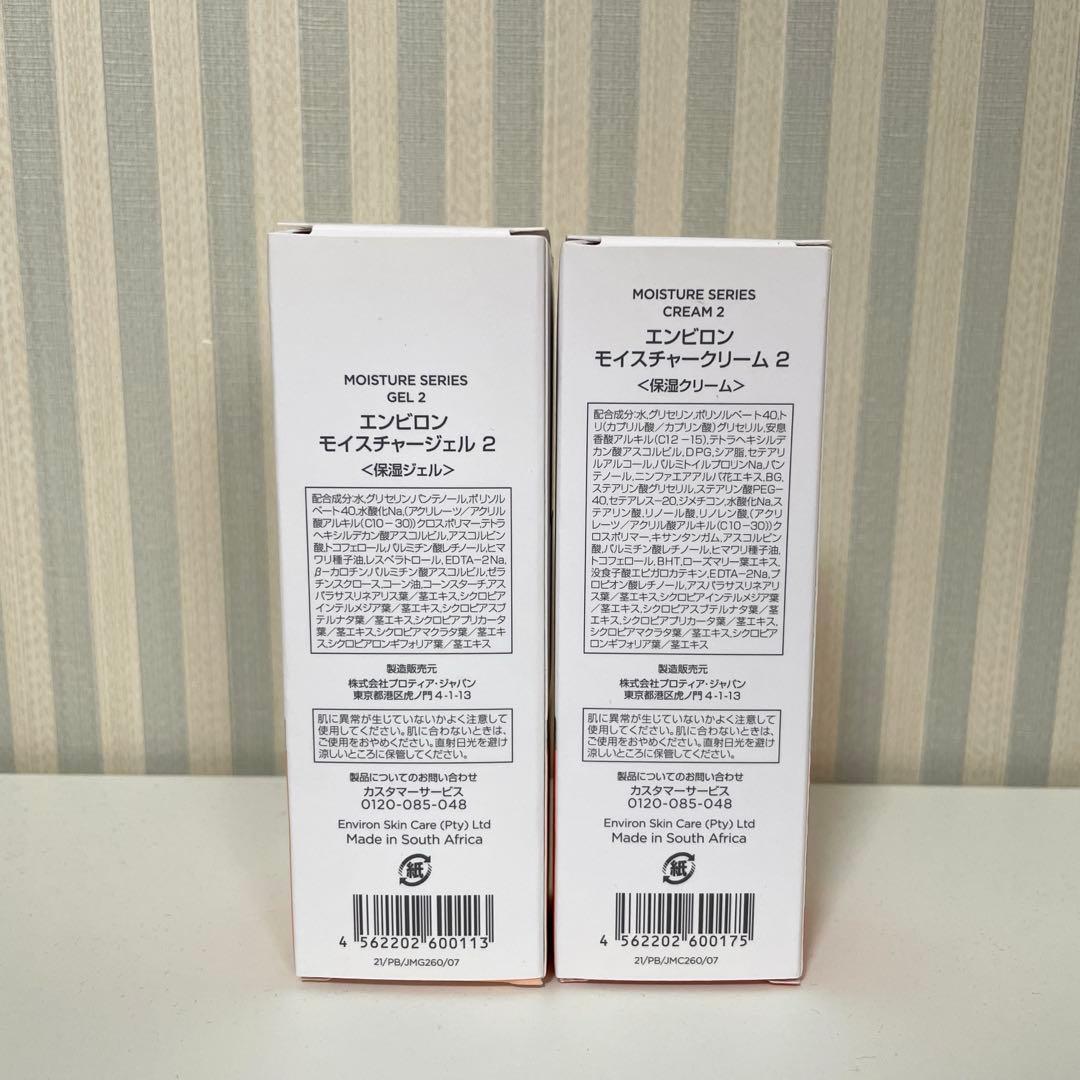 MOISTURE SERIES
GEL 2
エンビロン
モイスチャージェル 2
<保湿ジェル>
配合成分:水,グリセリン,パンテノール,ポリソル
ベート40,水酸化Na,(アクリレーツ/アクリル
酸アルキル(C10-30))クロスポリマー,テトラ
ヘキシルデカン酸アスコルビル,アスコルビン
酸,トコフェロール,パルミチン酸レチノール,ヒマ
ワリ種子油,レスベラトロール,EDTA-2Na,
β-カロチン,パルミチン酸アスコルビル,ゼラ
チン,スクロース,コーン油,コーンスターチ,アス
パラサスリネアリス葉/茎エキス,シクロピア
インテルメジア葉/茎エキス,シクロピアスブ
テルナタ葉/茎エキス,シクロピアプリカータ
葉/茎エキス,シクロピアマクラタ葉/茎エキ
ス,シクロピアロンギフォリア葉/茎エキス
製造販売元
株式会社プロティア・ジャパン
東京都港区虎ノ門 4-1-13
肌に異常が生じていないかよく注意して
使用してください。肌に合わないときは、
ご使用をおやめください。直射日光を避け
涼しいところに保管してください。
製品についてのお問い合わせ
カスタマーサービス
0120-085-048
Environ Skin Care (Pty) Ltd
Made in South Africa
紙
4 562202 600113
21/PB/JMG260/07
MOISTURE SERIES
CREAM 2
エンビロン
モイスチャークリーム 2
<保湿クリーム>
配合成分:水,グリセリン,ポリソルベート40,ト
リ(カプリル酸/カプリン酸)グリセリル,安息
香酸アルキル(C12-15),テトラヘキシルデ
カン酸アスコルビル,DPG,シア脂,セテアリ
ルアルコール,パルミトイルプロリンNa,パン
テノール,ニンファエアアルバ花エキス,BG,
ステアリン酸グリセリル,ステアリン酸PEG-
40,セテアレス-20,ジメチコン,水酸化Na,ス
テアリン酸,リノール酸,リノレン酸,(アクリ
レーツ/アクリル酸アルキル(C10-30))ク
ロスポリマー,キサンタンガム,アスコルビン
酸,パルミチン酸レチノール,ヒマワリ種子油,
トコフェロール,BHT,ローズマリー葉エキス,
没食子酸エピガロカテキン,EDTA-2Na,プ
ロピオン酸レチノール,アスパラサスリネアリ
ス葉/茎エキス,シクロピアインテルメジア葉
/茎エキス,シクロピアスブテルナタ葉/茎
エキス,シクロピアプリカータ葉/茎エキス,
シクロピアマクラタ葉/茎エキス,シクロピア
ロンギフォリア葉/茎エキス
製造販売元
株式会社プロティア・ジャパン
東京都港区虎ノ門 4-1-13
肌に異常が生じていないかよく注意して
使用してください。肌に合わないときは、
ご使用をおやめください。直射日光を避け
涼しいところに保管してください。
製品についてのお問い合わせ
カスタマーサービス
0120-085-048
Environ Skin Care (Pty) Ltd
Made in South Africa
紙
4 562202 600175
21/PB/JMC260/07